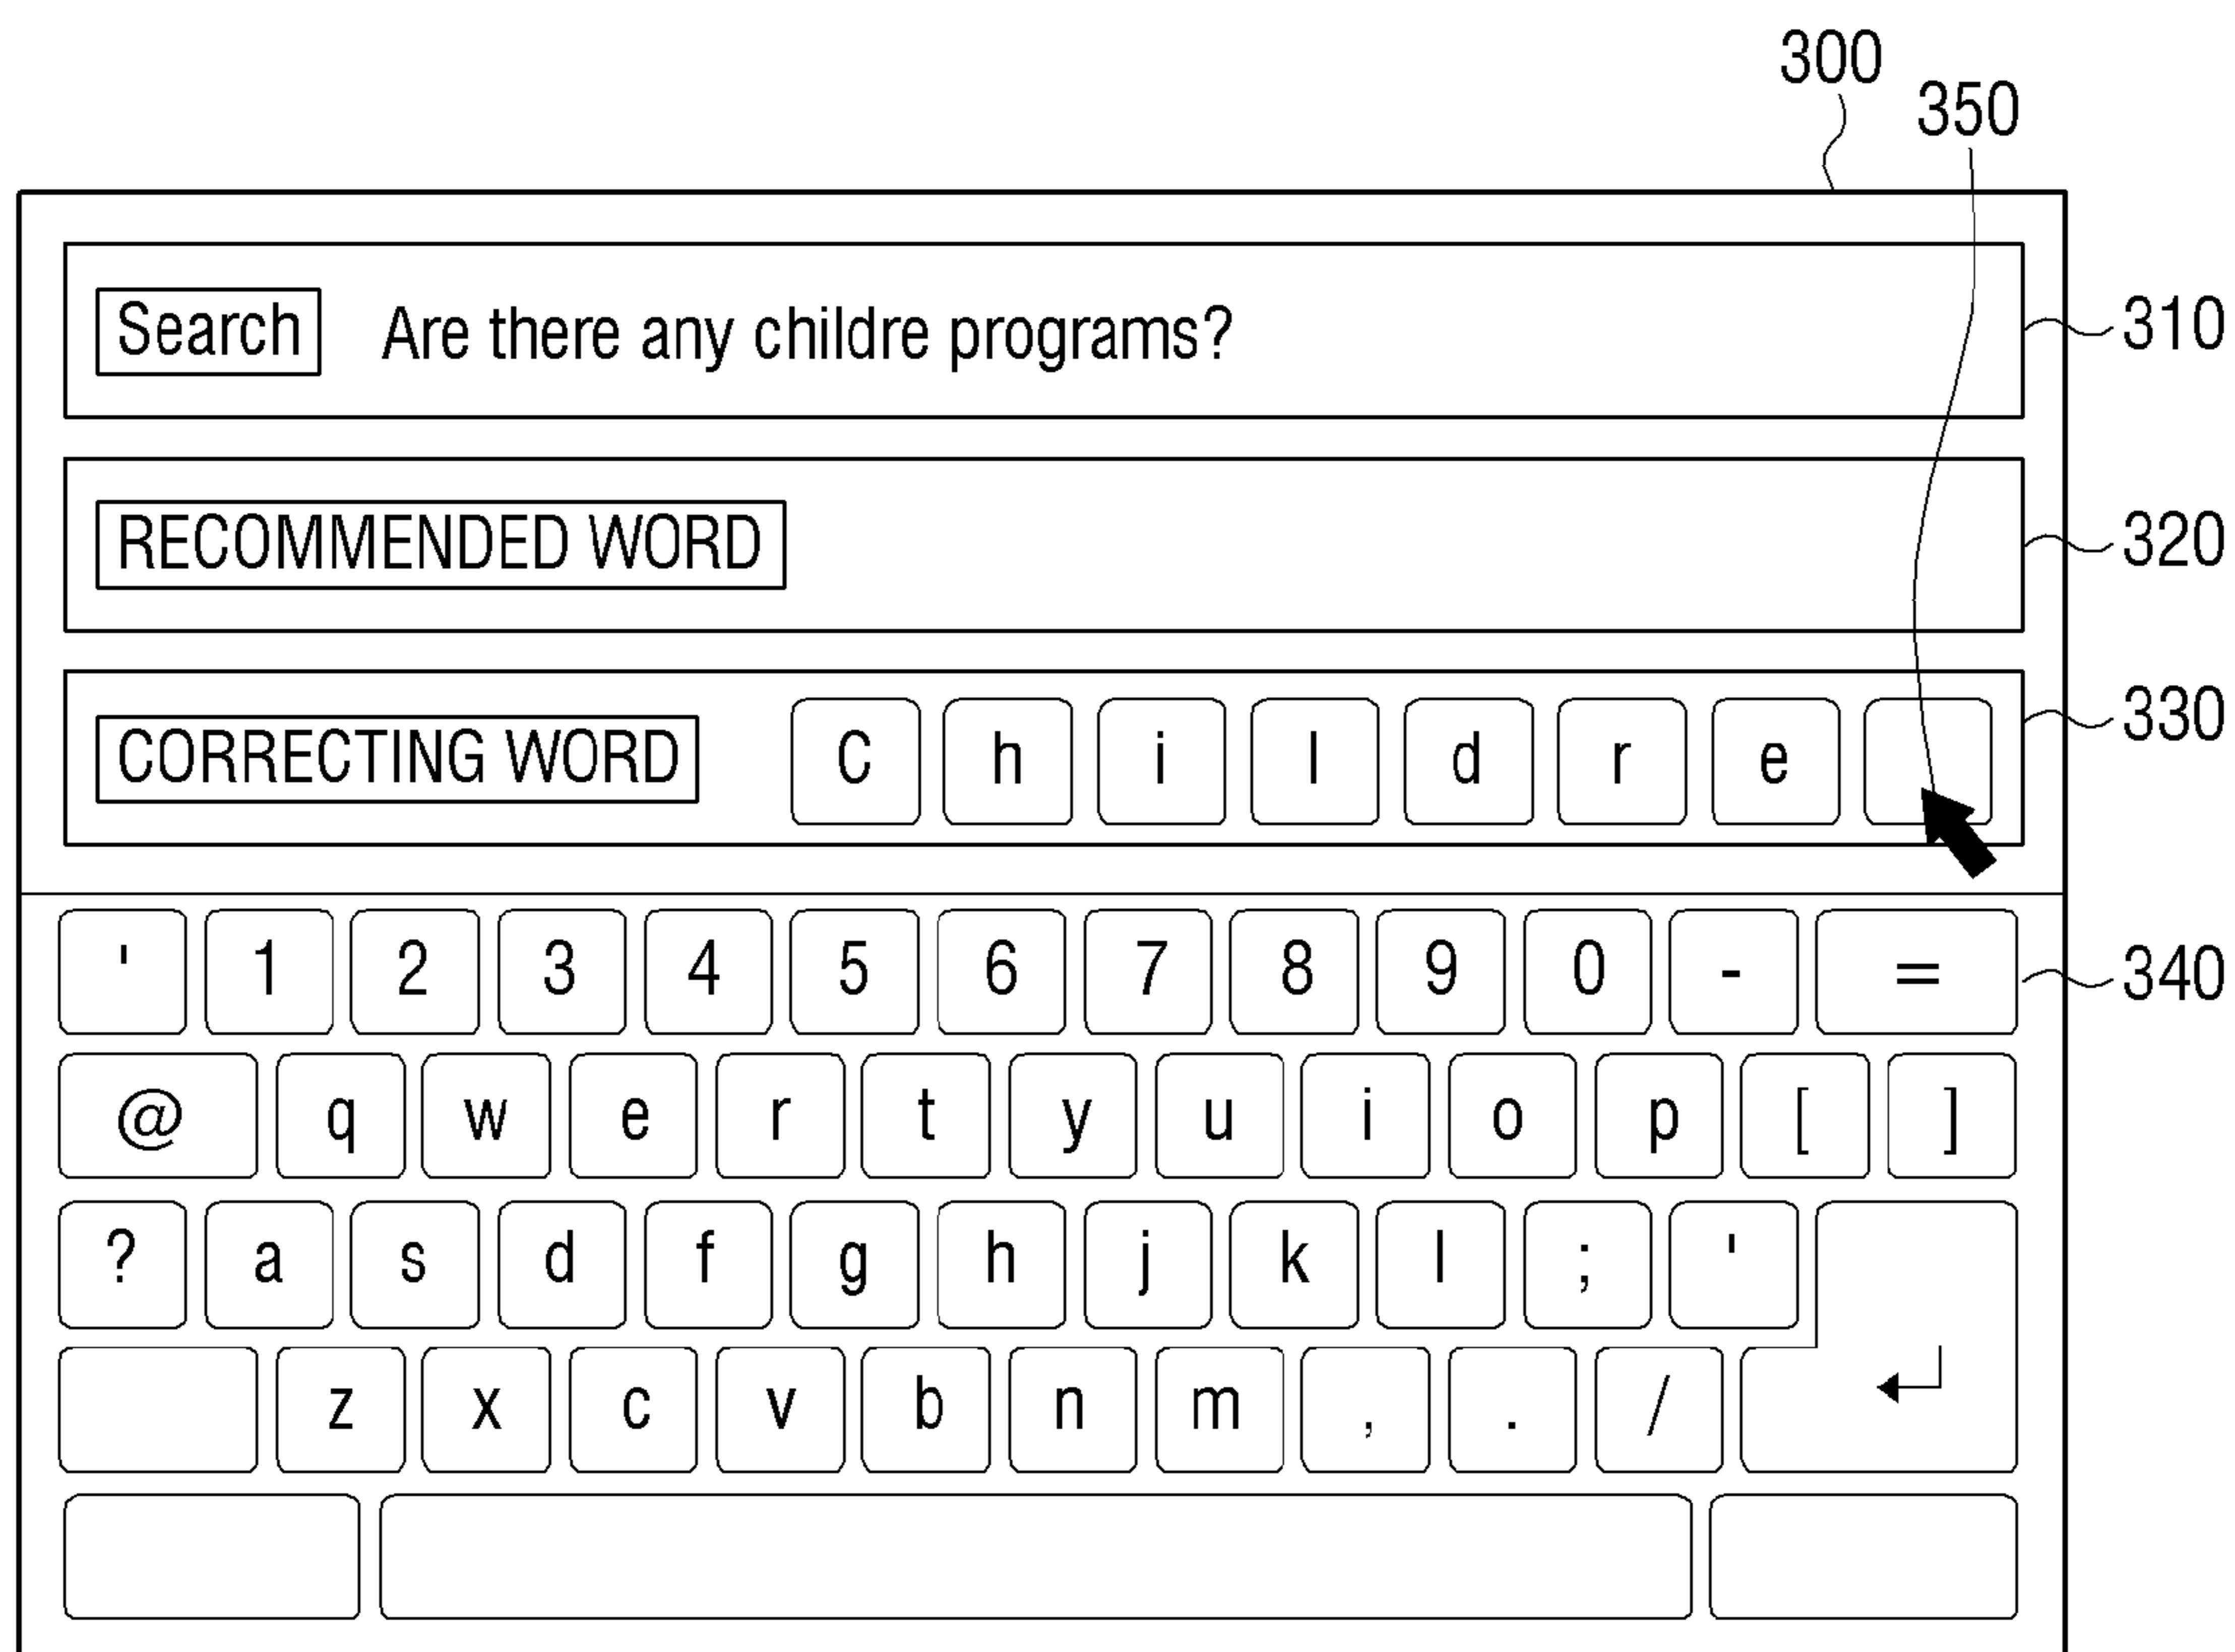 300
350
Search Are there any childre programs? 310
RECOMMENDED WORD 320
CORRECTING WORD C h i l d r e 330
' 1 2 3 4 5 6 7 8 9 0 - = 340
@ q w e r t y u i o p [ ]
? a s d f g h j k l ; '
z x c v b n m , . /